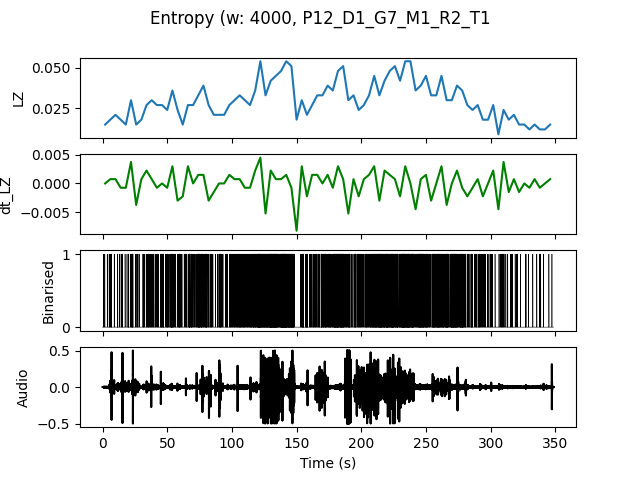 Entropy (w: 4000, P12_D1_G7_M1_R2_T1
0.050
0.025
LZ
0.005
0.000
−0.005
dt_LZ
1
0
Binarised
0.5
0.0
−0.5
Audio
0 50 100 150 200 250 300 350
Time (s)